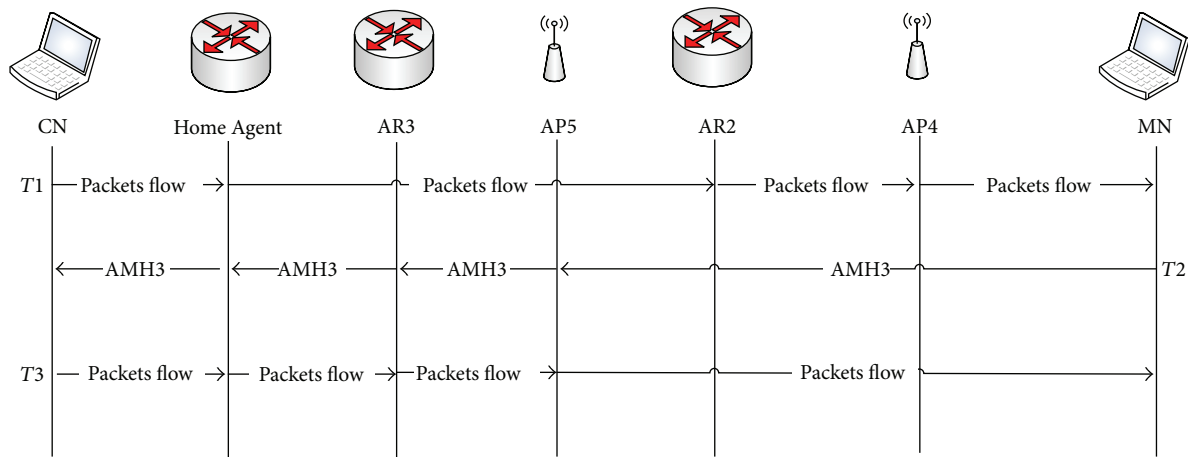 CN
Home Agent
AR3
AP5
AR2
AP4
MN
T1
Packets flow
Packets flow
Packets flow
Packets flow
AMH3
AMH3
AMH3
AMH3
T2
T3
Packets flow
Packets flow
Packets flow
Packets flow